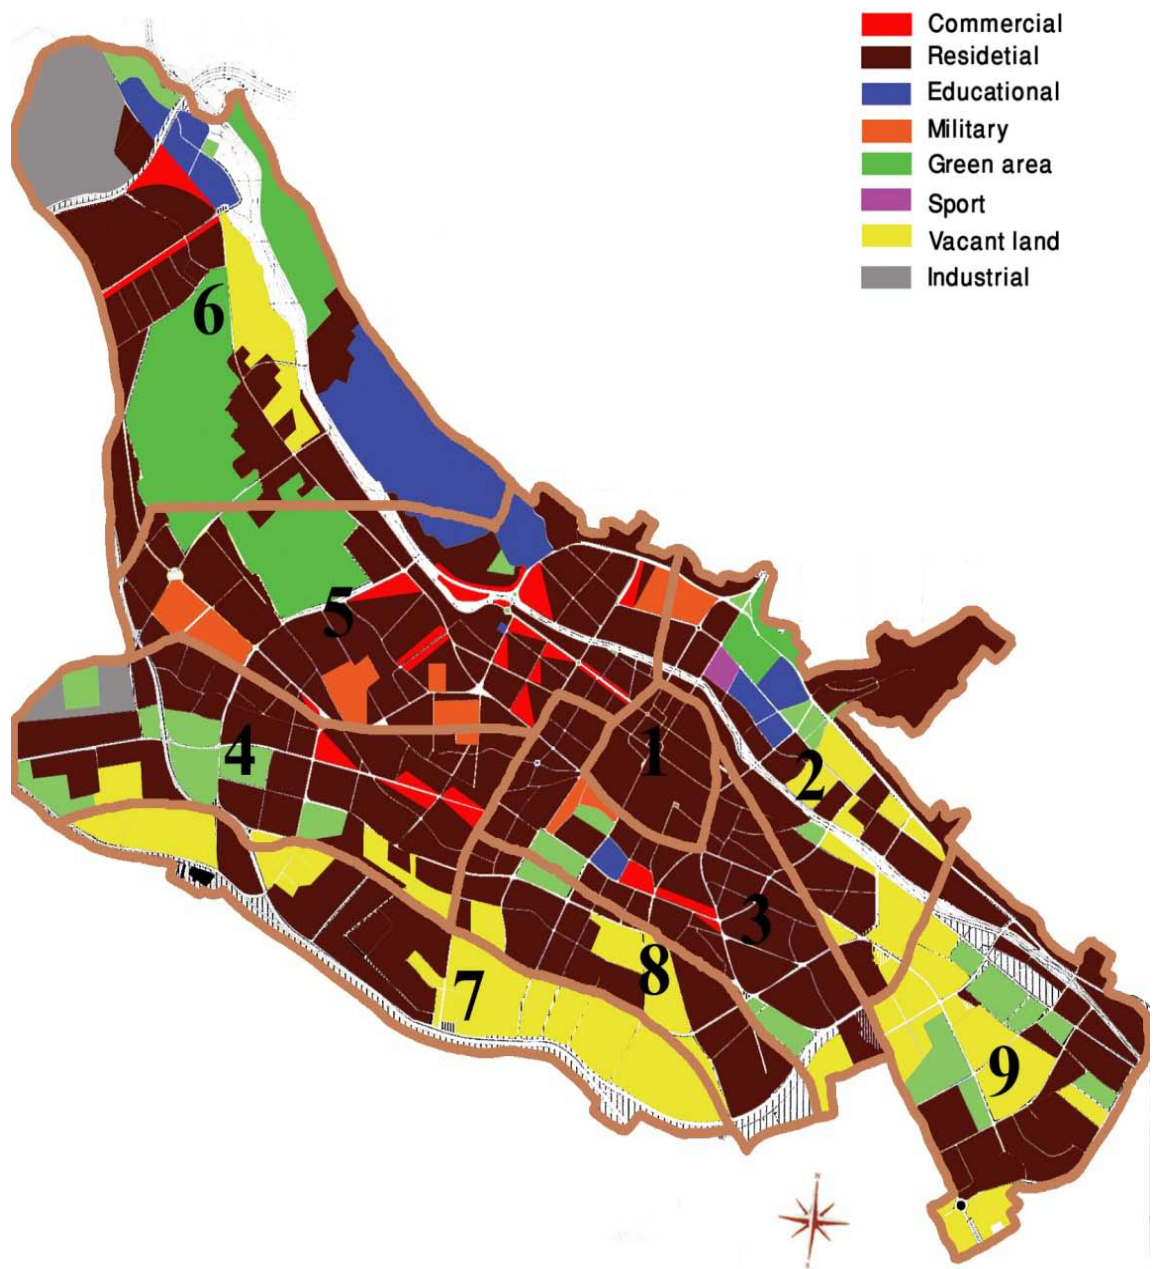 Commercial
Residetial
Educational
Military
Green area
Sport
Vacant land
Industrial
6
5
4
1
2
3
8
7
9